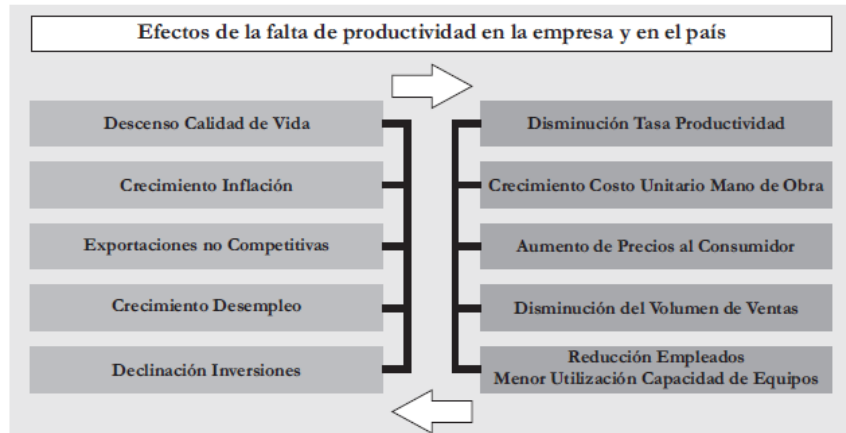 Efectos de la falta de productividad en la empresa y en el país
Descenso Calidad de Vida
Crecimiento Inflación
Exportaciones no Competitivas
Crecimiento Desempleo
Declinación Inversiones
Disminución Tasa Productividad
Crecimiento Costo Unitario Mano de Obra
Aumento de Precios al Consumidor
Disminución del Volumen de Ventas
Reducción Empleados
Menor Utilización Capacidad de Equipos